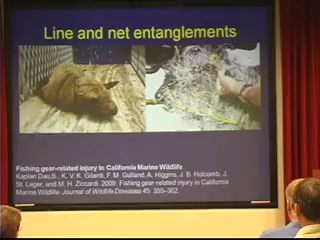 Line and net entanglements
Fishing gear-related injury in California Marine Wildlife
Kaplan Dau,B., K. V. K. Gilardi, F. M. Gulland, A. Higgins, J. B. Holcomb, J.
St. Leger, and M. H. Ziccardi. 2009. Fishing gear-related injury in California
Marine Wildlife. Journal of Wildlife Diseases 45: 355–362.